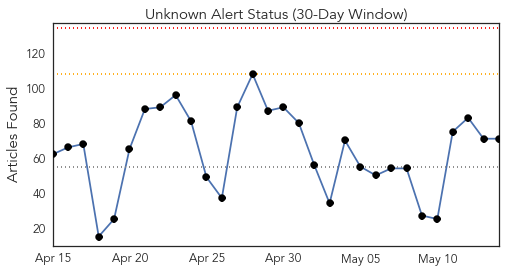 Unknown Alert Status (30-Day Window)
Articles Found
120
100
80
60
40
20
Apr 15
Apr 20
Apr 25
Apr 30
May 05
May 10